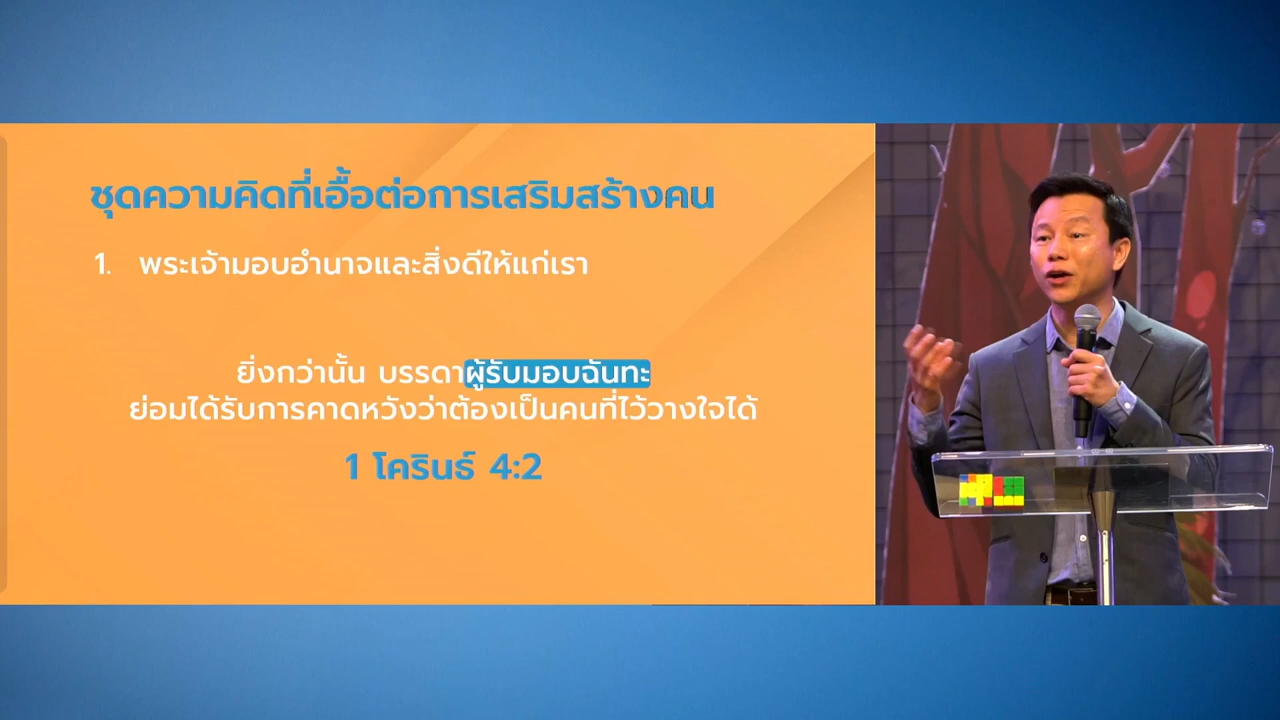 ชุดความคิดที่เอื้อต่อการเสริมสร้างคน
1. พระเจ้ามอบอำนาจและสิ่งดีให้แก่เรา
ยิ่งกว่านั้น บรรดาผู้รับมอบฉันทะ
ย่อมได้รับการคาดหวังว่าต้องเป็นคนที่ไว้วางใจได้
1 โครินธ์ 4:2